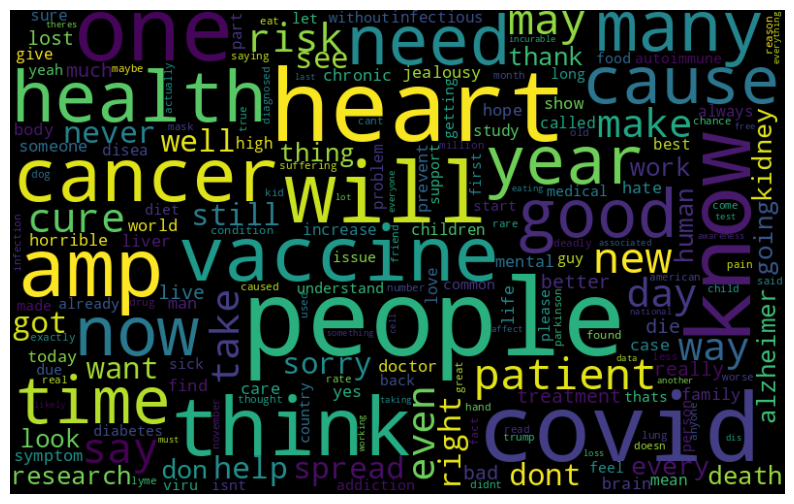 theres
eat
let
withoutinfectious
incurable
reason
everything
sure
maybe
saying
part
one
many
may
need
risk
lost
give
see
thank
food
autoimmune
yeah
much
actually
diagnosed
chronic
jealousy
long
cause
health
heart
last
month
getting
hope
show
called
make
always
chance
free
body
never
true
mask
cant
million
study
old
best
someone
disea
well
high
thing
problem
prevent
support
first
year
work
kidney
suffering
dog
kid
lot
everyone
eating
medical
hate
come
test
cancer
will
know
cure
world
still
condition
increase
friend
children
start
rare
good
human
going
infection
horrible
diet
liver
vaccine
issue
mental
guy
deadly
associated
awareness
new
pain
amp
made
already
drug
man
live
caused
used
understand
number
love
common
life
please
parkinson
better
found
american
day
child
said
national
alzheimer
got
exactly
now
take
people
something
cell
affect
die
way
today
due
real
sick
want
sorry
doctor
back
patient
case
data
less
really
another
worse
time
likely
find
care
rate
yes
great
treatment
thats
family
look
diabetes
november
must
think
thought
working
country
taking
even
right
hand
fact
read
trump
covid
lung
doesn
person
anyone
symptom
say
don
help
spread
bad
dont
feel
loss
dis
every
research
lyme
viru
isnt
addiction
didnt
brain
mean
death